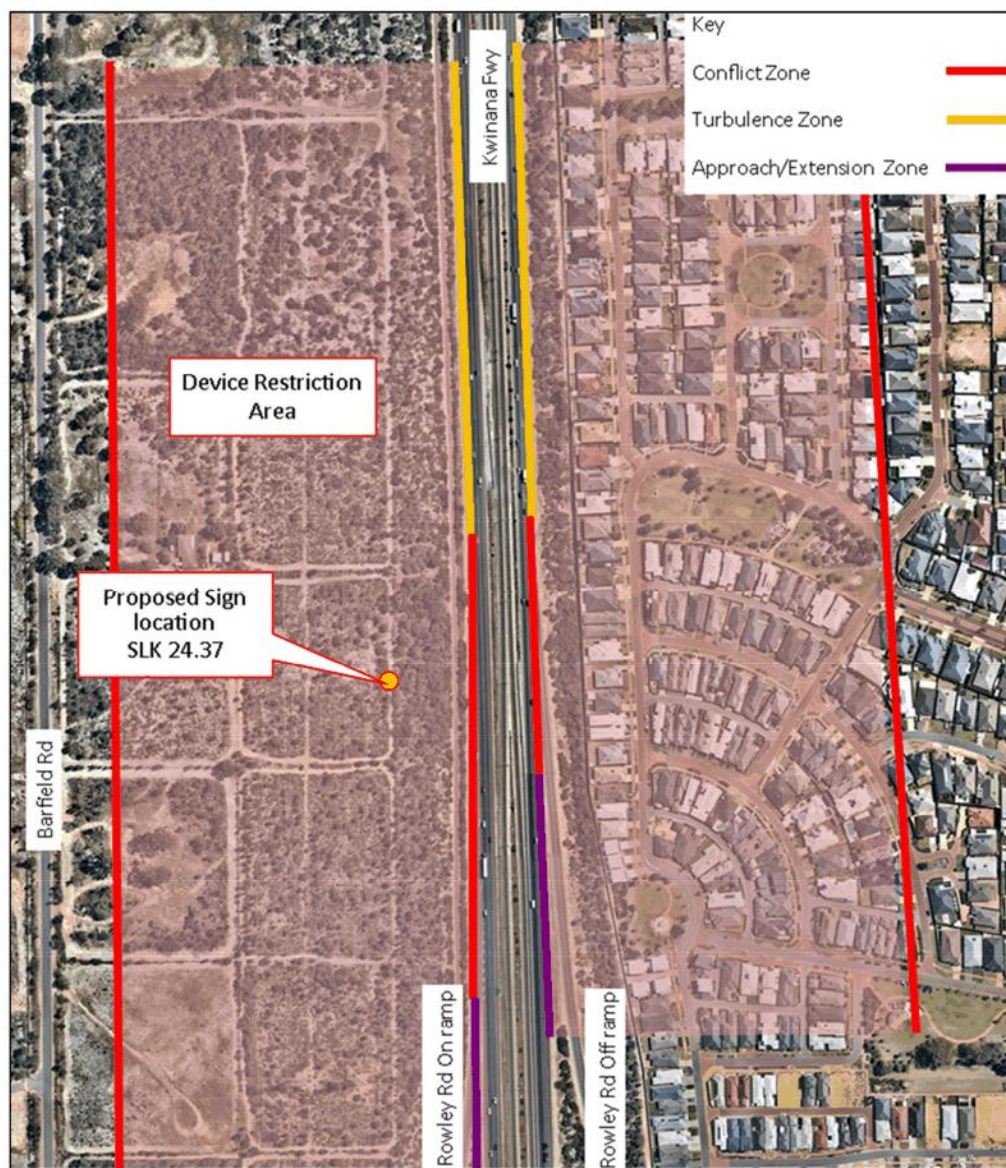 Key
Conflict Zone
Turbulence Zone
Approach/Extension Zone
Kwinana Fwy
Device Restriction
Area
Proposed Sign
location
SLK 24.37
Barfield Rd
Rowley Rd On ramp
Rowley Rd Off ramp